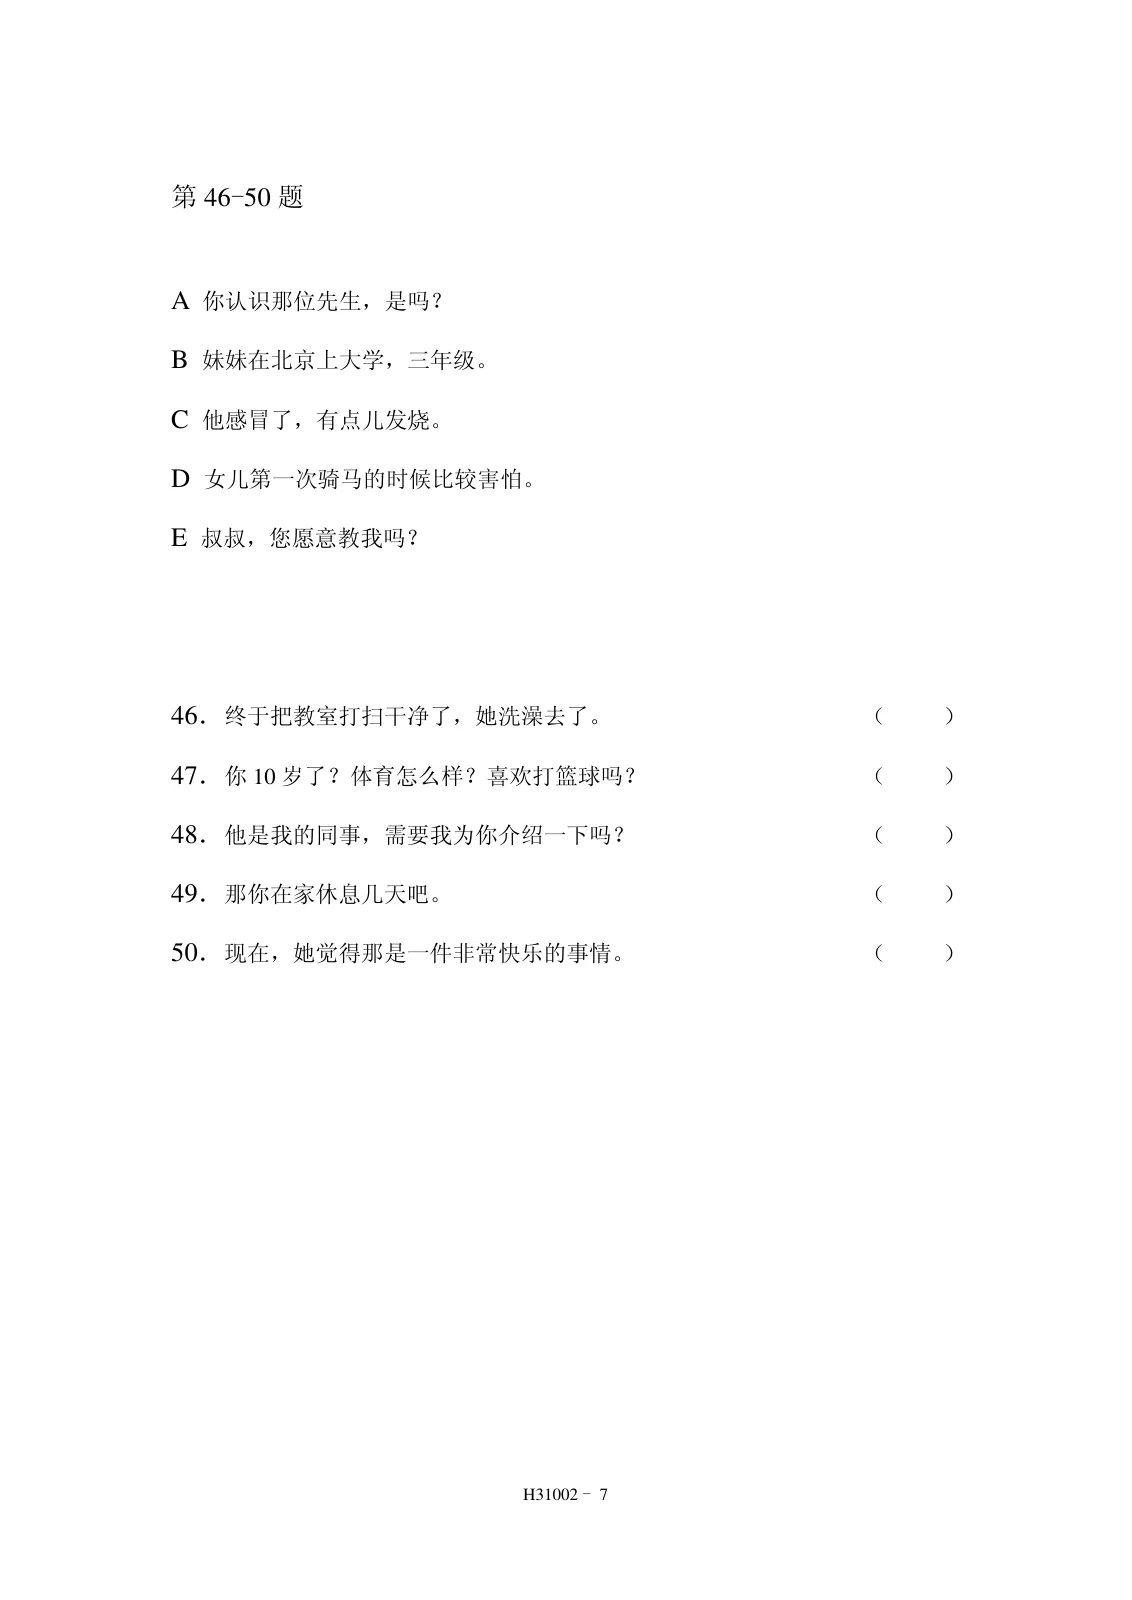 第 46-50 题
A 你认识那位先生，是吗？
B 妹妹在北京上大学，三年级。
C 他感冒了，有点儿发烧。
D 女儿第一次骑马的时候比较害怕。
E 叔叔，您愿意教我吗？
46．终于把教室打扫干净了，她洗澡去了。 （ ）
47．你 10 岁了？体育怎么样？喜欢打篮球吗？ （ ）
48．他是我的同事，需要我为你介绍一下吗？ （ ）
49．那你在家休息几天吧。 （ ）
50．现在，她觉得那是一件非常快乐的事情。 （ ）
H31002－ 7